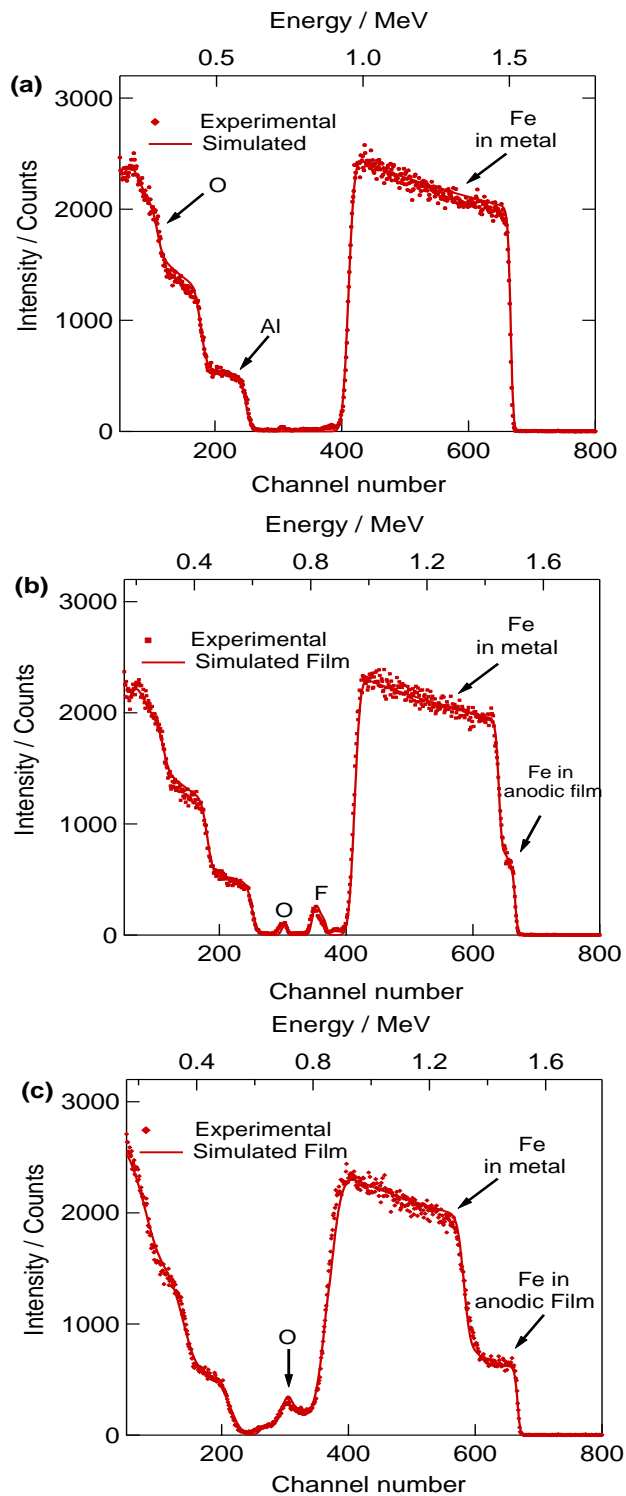 Energy / MeV
0.5 1.0 1.5
(a)
3000
Experimental
Simulated
Fe
in metal
O
2000
Intensity / Counts
1000
Al
0
200 400 600 800
Channel number
Energy / MeV
0.4 0.8 1.2 1.6
(b)
3000
Experimental
Simulated Film
Fe
in metal
2000
Intensity / Counts
Fe in
anodic film
1000
O F
0
200 400 600 800
Channel number
Energy / MeV
0.4 0.8 1.2 1.6
(c)
3000
Experimental
Simulated Film
Fe
in metal
2000
Intensity / Counts
Fe in
anodic Film
1000
O
0
200 400 600 800
Channel number